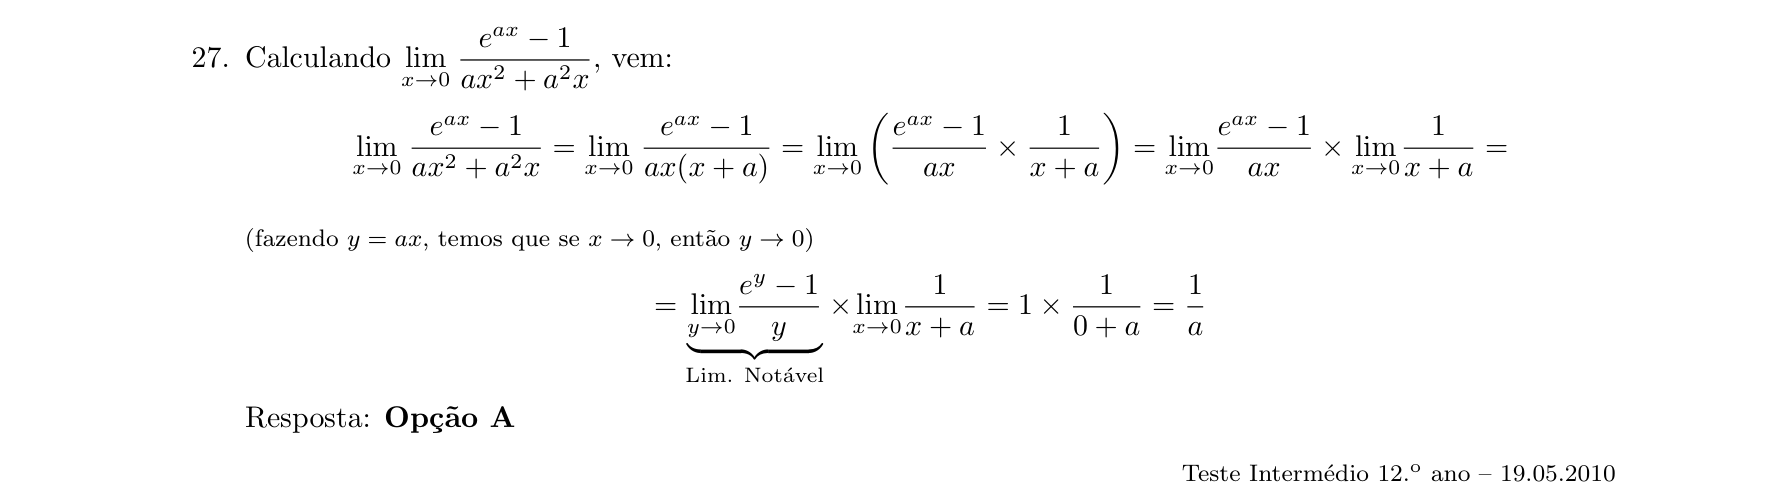 27. Calculando $\lim_{x \to 0} \frac{e^{ax} - 1}{ax^2 + a^2x}$, vem:
$\lim_{x \to 0} \frac{e^{ax} - 1}{ax^2 + a^2x} = \lim_{x \to 0} \frac{e^{ax} - 1}{ax(x + a)} = \lim_{x \to 0} \left( \frac{e^{ax} - 1}{ax} \times \frac{1}{x + a} \right) = \lim_{x \to 0} \frac{e^{ax} - 1}{ax} \times \lim_{x \to 0} \frac{1}{x + a} =$
(fazendo $y = ax$, temos que se $x \to 0$, então $y \to 0$)
$= \underbrace{\lim_{y \to 0} \frac{e^y - 1}{y}}_{\text{Lim. Notável}} \times \lim_{x \to 0} \frac{1}{x + a} = 1 \times \frac{1}{0 + a} = \frac{1}{a}$
Resposta: Opção A
Teste Intermédio 12.º ano – 19.05.2010